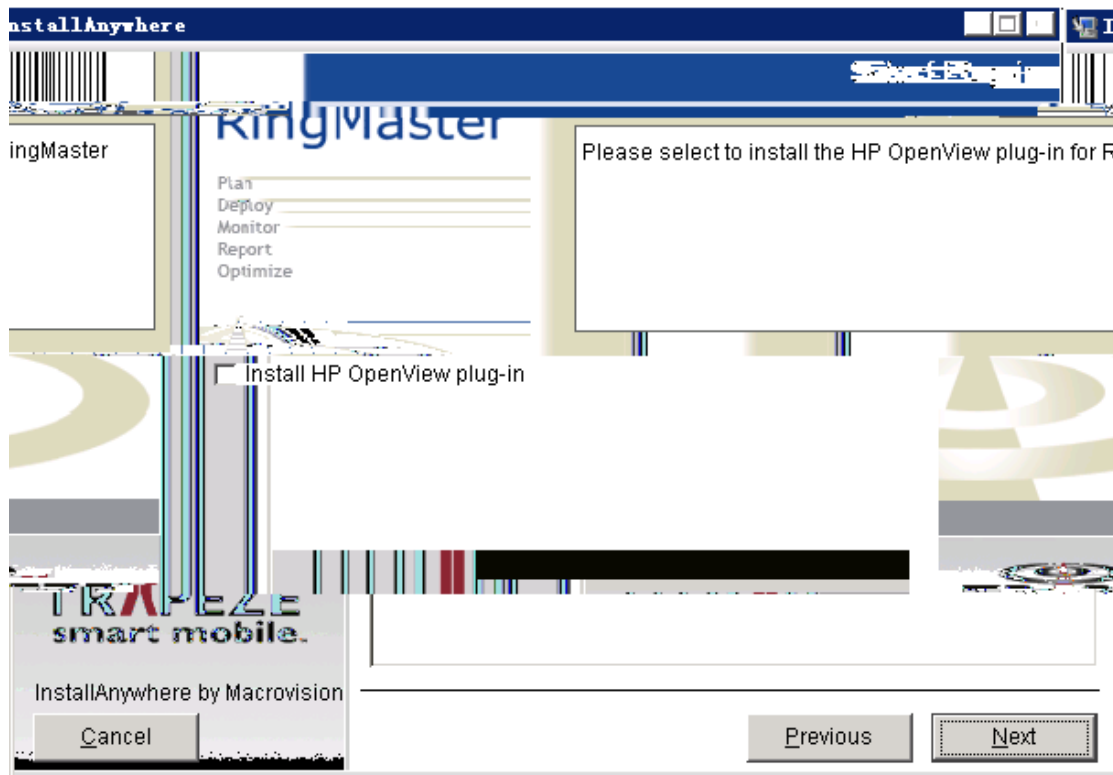 nstallAnywhere
I
RingMaster
ingMaster
Please select to install the HP OpenView plug-in for R
Plan
Deploy
Monitor
Report
Optimize
Install HP OpenView plug-in
TRAPEZE
smart mobile.
InstallAnywhere by Macrovision
Cancel
Previous
Next